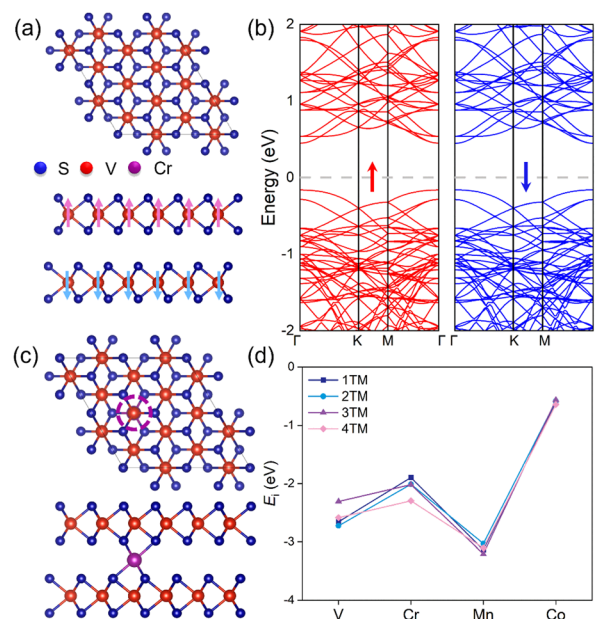 (a)
S V Cr
(b)
Energy (eV)
2
1
0
-1
-2
Γ K M Γ Γ K M Γ
(c)
(d)
Eᵢ (eV)
0
-1
-2
-3
-4
1TM
2TM
3TM
4TM
V Cr Mn Co